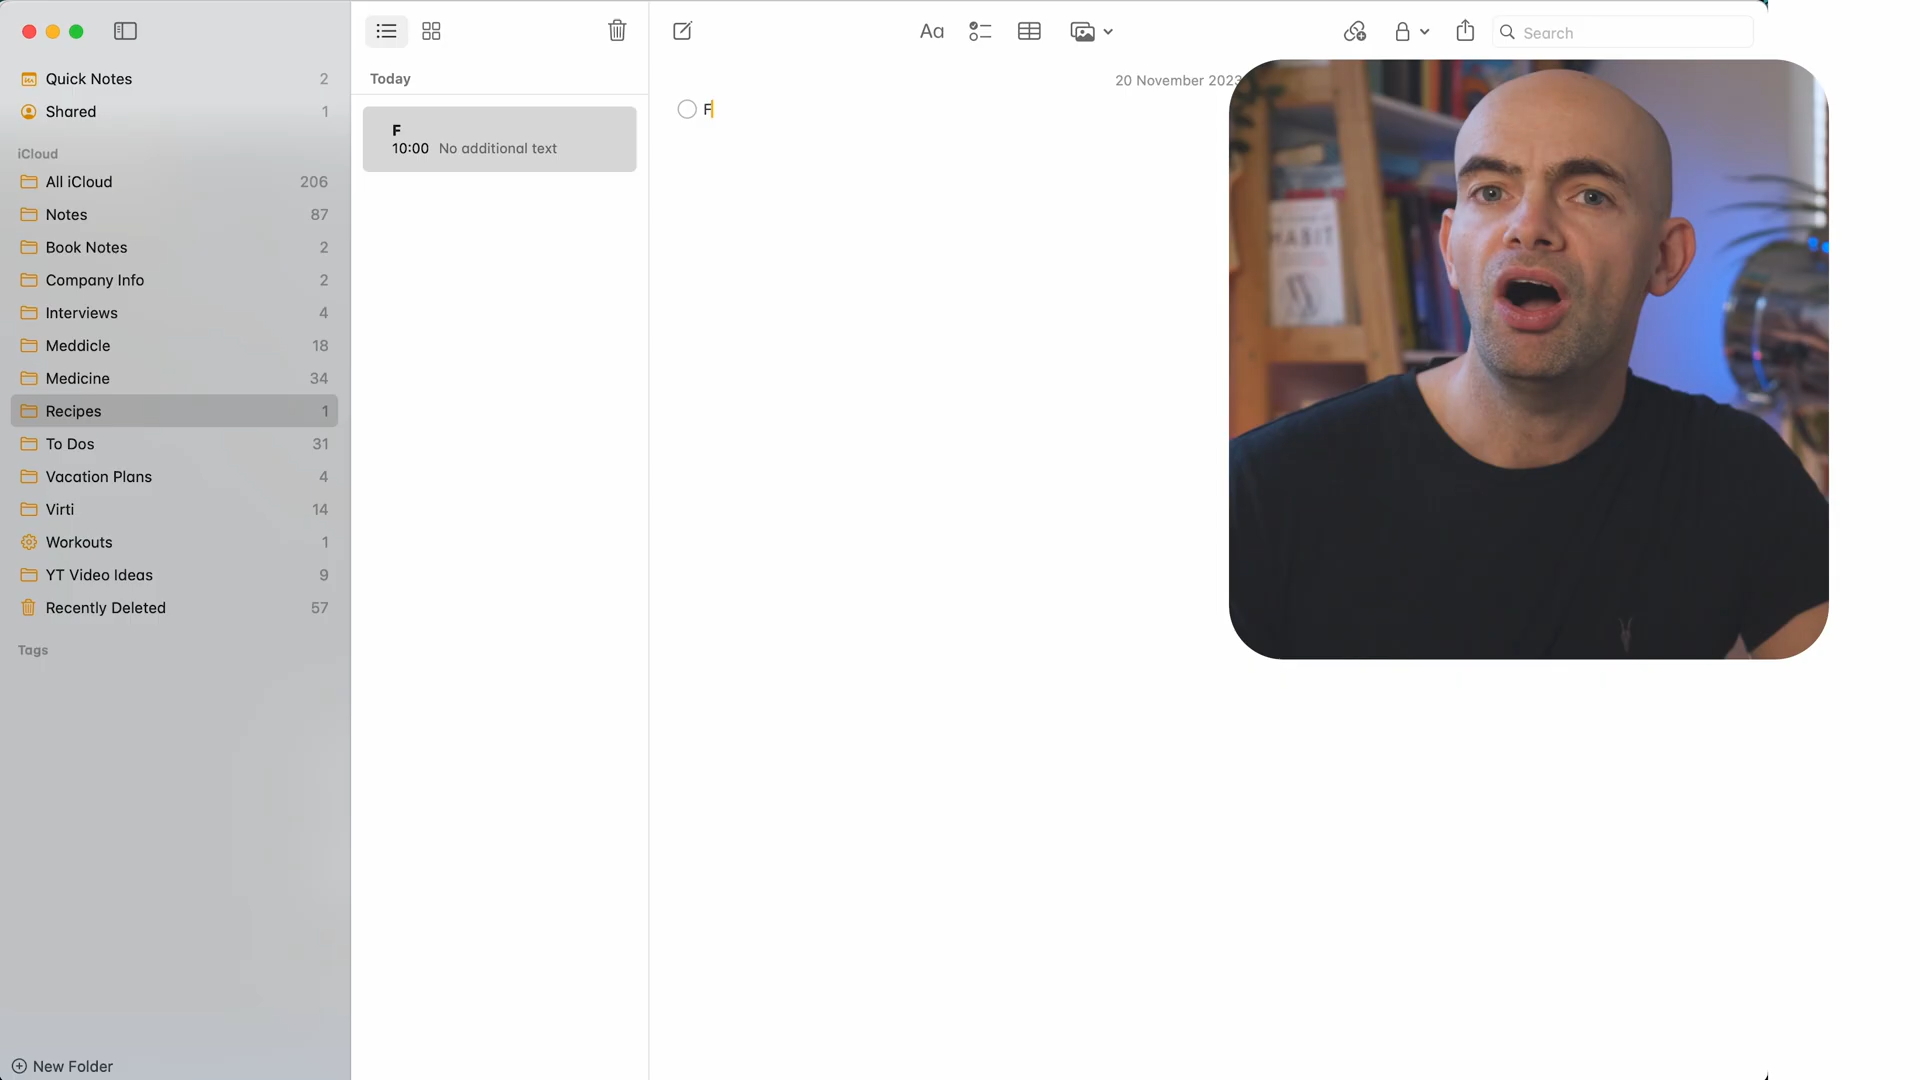 Quick Notes 2
Shared 1
iCloud
All iCloud 206
Notes 87
Book Notes 2
Company Info 2
Interviews 4
Meddicle 18
Medicine 34
Recipes 1
To Dos 31
Vacation Plans 4
Virti 14
Workouts 1
YT Video Ideas 9
Recently Deleted 57
Tags
New Folder
Today
F
10:00 No additional text
Aa
Search
20 November 2023
F
HABIT